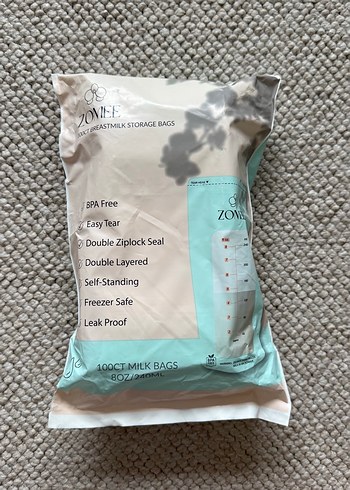 ZOMEE
100CT BREASTMILK STORAGE BAGS
BPA Free
Easy Tear
Double Ziplock Seal
Double Layered
Self-Standing
Freezer Safe
Leak Proof
ZOMEE
100CT MILK BAGS
8OZ/240ML